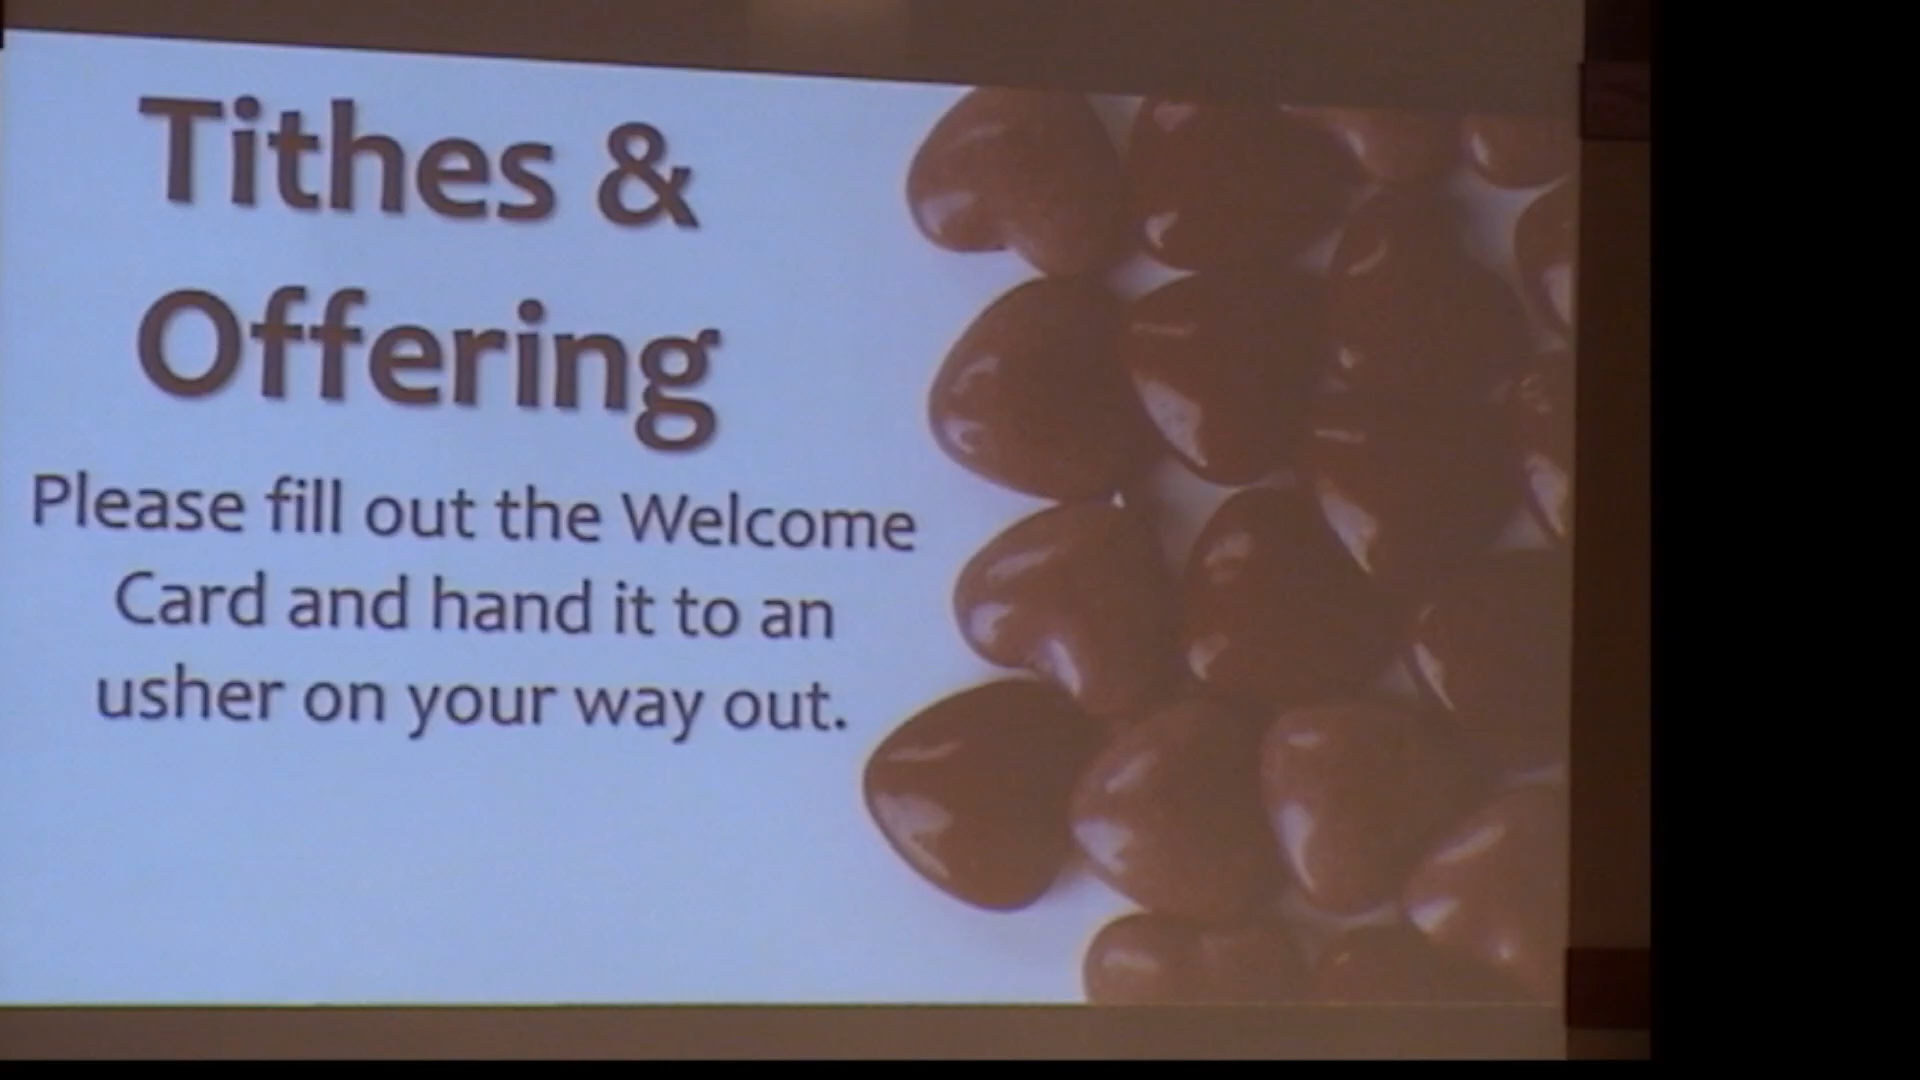 Tithes &
Offering
Please fill out the Welcome
Card and hand it to an
usher on your way out.